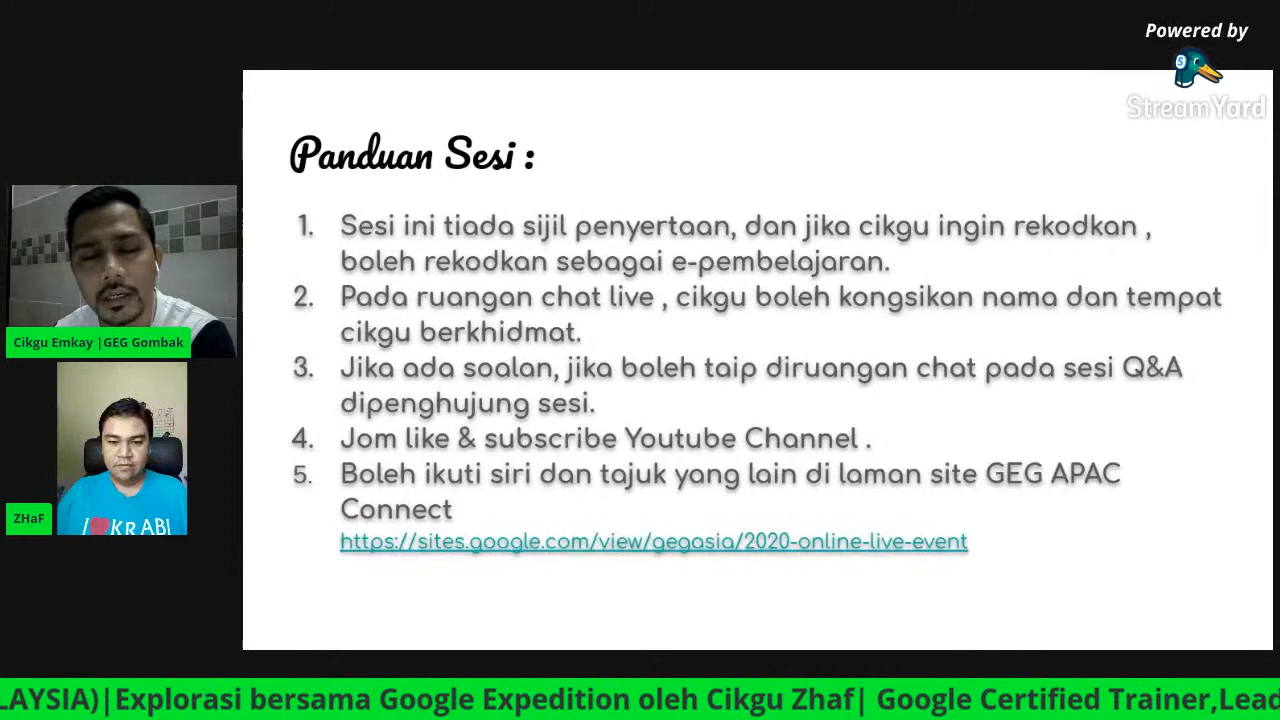 Powered by
StreamYard
Panduan Sesi :
1. Sesi ini tiada sijil penyertaan, dan jika cikgu ingin rekodkan ,
boleh rekodkan sebagai e-pembelajaran.
2. Pada ruangan chat live , cikgu boleh kongsikan nama dan tempat
cikgu berkhidmat.
3. Jika ada soalan, jika boleh taip diruangan chat pada sesi Q&A
dipenghujung sesi.
4. Jom like & subscribe Youtube Channel .
5. Boleh ikuti siri dan tajuk yang lain di laman site GEG APAC
Connect
https://sites.google.com/view/gegasia/2020-online-live-event
Cikgu Emkay |GEG Gombak
I KRABI
ZHaF
LAYSIA)|Explorasi bersama Google Expedition oleh Cikgu Zhaf| Google Certified Trainer,Lead